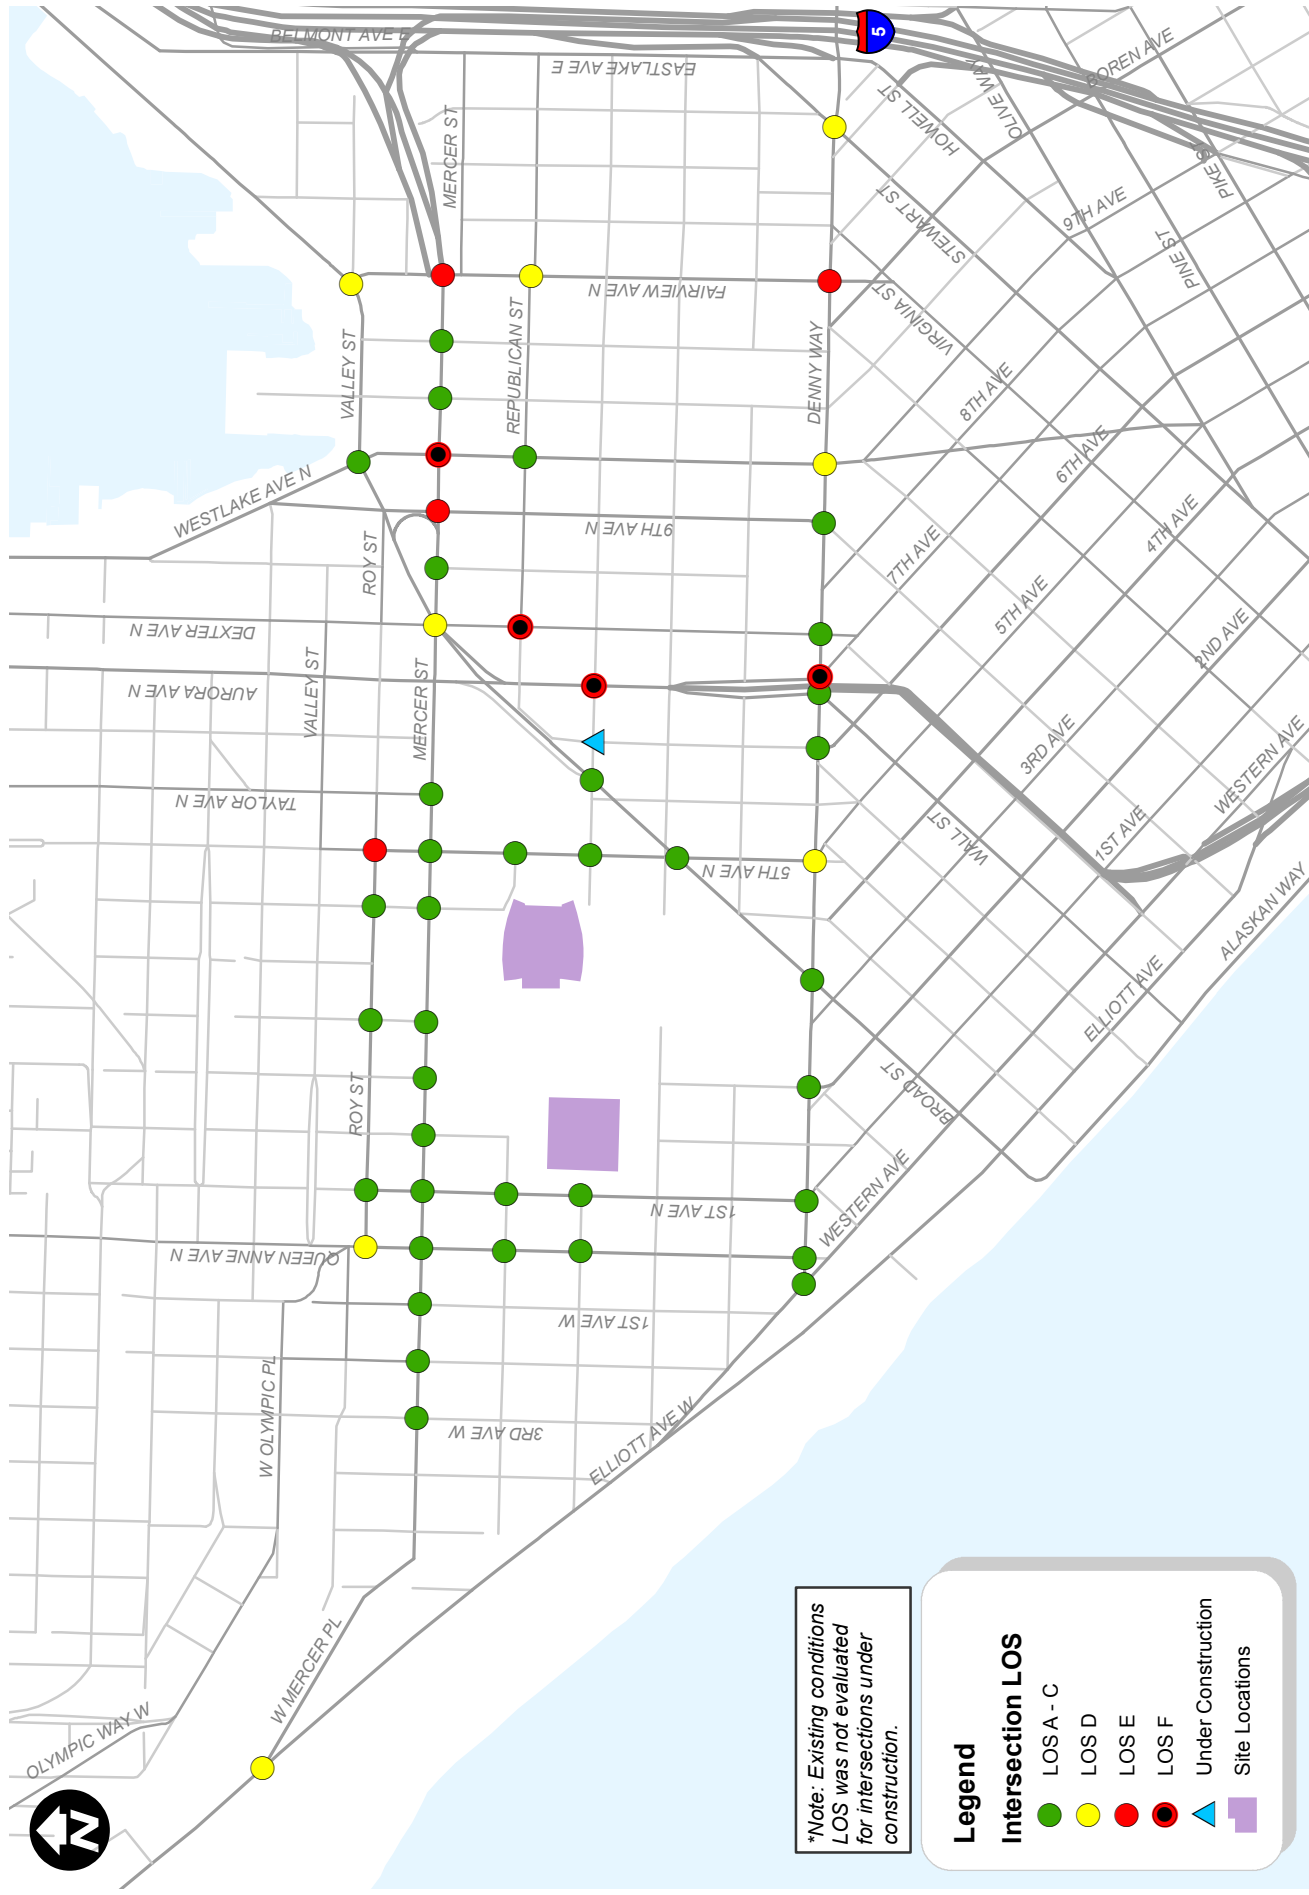 BELMONT AVE E
5
EASTLAKE AVE E
BOREN AVE
OLIVE WAY
HOWELL ST
MERCER ST
PIKE ST
9TH AVE
STEWART ST
PINE ST
FAIRVIEW AVE N
VIRGINIA ST
VALLEY ST
REPUBLICAN ST
DENNY WAY
8TH AVE
6TH AVE
WESTLAKE AVE N
9TH AVE N
4TH AVE
ROY ST
7TH AVE
5TH AVE
2ND AVE
DEXTER AVE N
AURORA AVE N
VALLEY ST
MERCER ST
3RD AVE
WESTERN AVE
TAYLOR AVE N
WALL ST
1ST AVE
5TH AVE N
ALASKAN WAY
ELLIOTT AVE
ROY ST
BROAD ST
WESTERN AVE
1ST AVE N
QUEEN ANNE AVE N
1ST AVE W
W OLYMPIC PL
3RD AVE W
ELLIOTT AVE W
W MERCER PL
OLYMPIC WAY W
N
*Note: Existing conditions
LOS was not evaluated
for intersections under
construction.
Legend
Intersection LOS
LOS A - C
LOS D
LOS E
LOS F
Under Construction
Site Locations